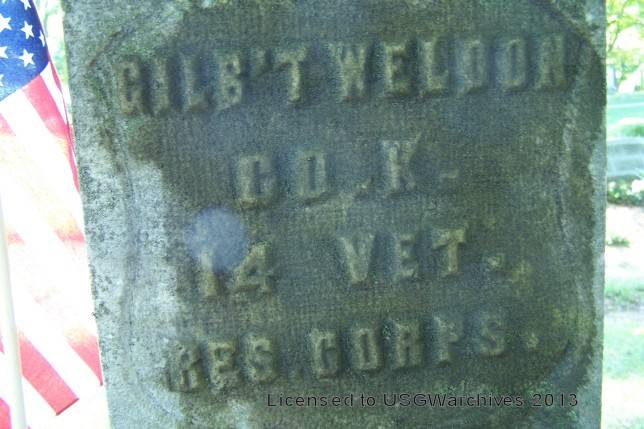 GILB'T WELDON
CO. K.
14 VET.
RES. CORPS.
Licensed to USGWarchives 2013